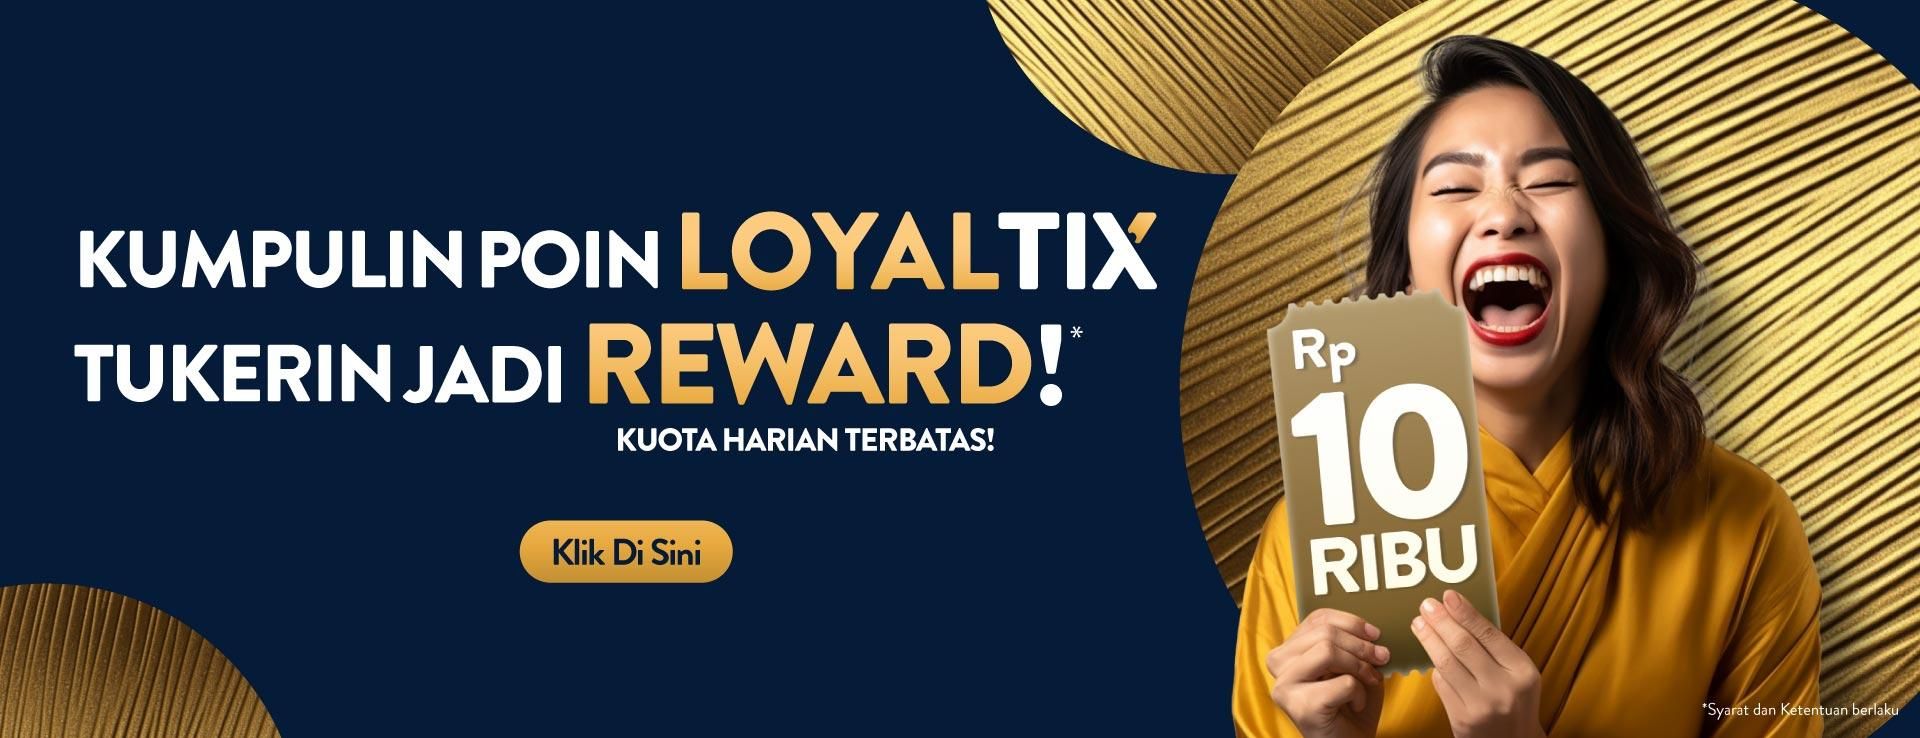 KUMPULIN POIN LOYALTIX
TUKERIN JADI REWARD!*
KUOTA HARIAN TERBATAS!
Klik Di Sini
Rp
10
RIBU
*Syarat dan Ketentuan berlaku